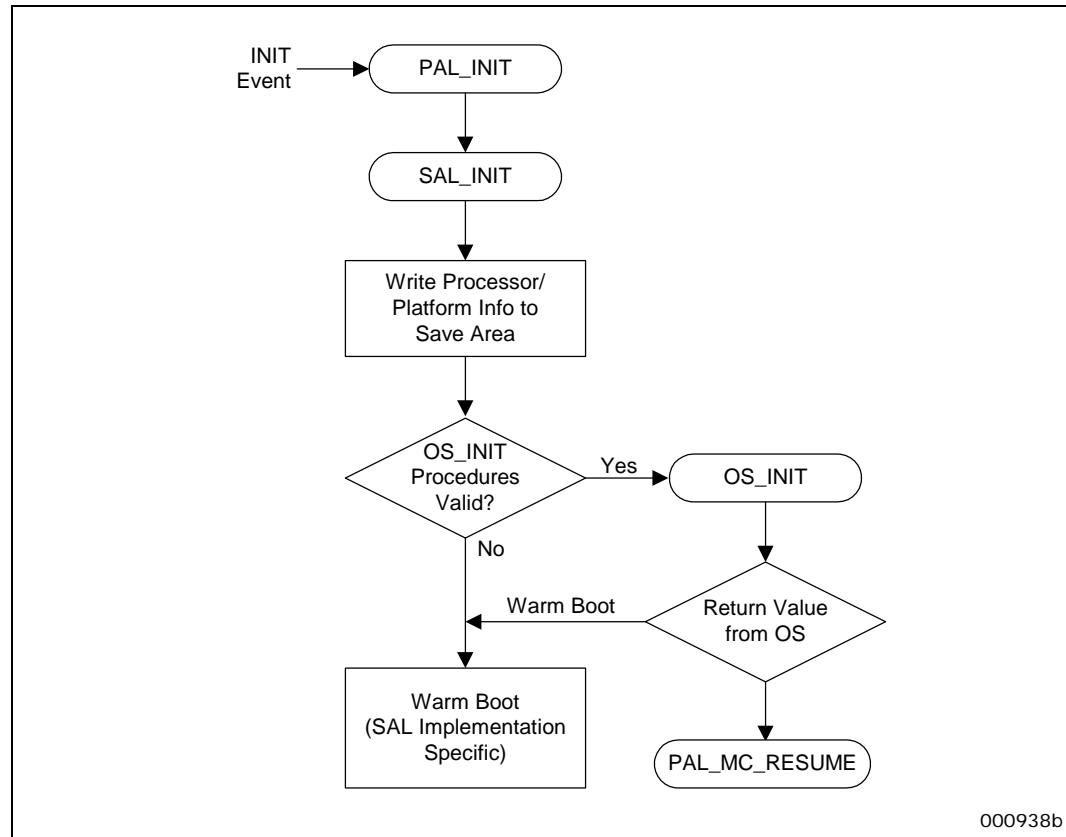 INIT
Event
PAL_INIT
SAL_INIT
Write Processor/
Platform Info to
Save Area
OS_INIT
Procedures
Valid?
Yes
OS_INIT
No
Warm Boot
Return Value
from OS
Warm Boot
(SAL Implementation
Specific)
PAL_MC_RESUME
000938b